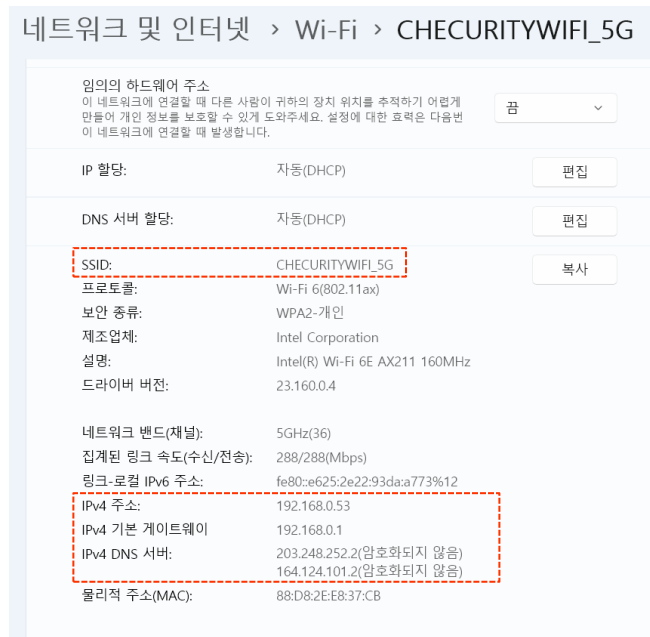 네트워크 및 인터넷 > Wi-Fi > CHECURITYWIFI_5G
임의의 하드웨어 주소
이 네트워크에 연결할 때 다른 사람이 귀하의 장치 위치를 추적하기 어렵게
만들어 개인 정보를 보호할 수 있게 도와주세요. 설정에 대한 효력은 다음번
이 네트워크에 연결할 때 발생합니다.
끔
IP 할당: 자동(DHCP) 편집
DNS 서버 할당: 자동(DHCP) 편집
SSID: CHECURITYWIFI_5G 복사
프로토콜: Wi-Fi 6(802.11ax)
보안 종류: WPA2-개인
제조업체: Intel Corporation
설명: Intel(R) Wi-Fi 6E AX211 160MHz
드라이버 버전: 23.160.0.4
네트워크 밴드(채널): 5GHz(36)
집계된 링크 속도(수신/전송): 288/288(Mbps)
링크-로컬 IPv6 주소: fe80::e625:2e22:93da:a773%12
IPv4 주소: 192.168.0.53
IPv4 기본 게이트웨이 192.168.0.1
IPv4 DNS 서버: 203.248.252.2(암호화되지 않음)
164.124.101.2(암호화되지 않음)
물리적 주소(MAC): 88:D8:2E:E8:37:CB